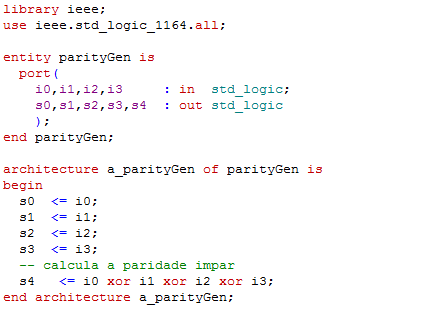 library ieee;
use ieee.std_logic_1164.all;
entity parityGen is
port(
i0,i1,i2,i3 : in std_logic;
s0,s1,s2,s3,s4 : out std_logic
);
end parityGen;
architecture a_parityGen of parityGen is
begin
s0 <= i0;
s1 <= i1;
s2 <= i2;
s3 <= i3;
-- calcula a paridade impar
s4 <= i0 xor i1 xor i2 xor i3;
end architecture a_parityGen;